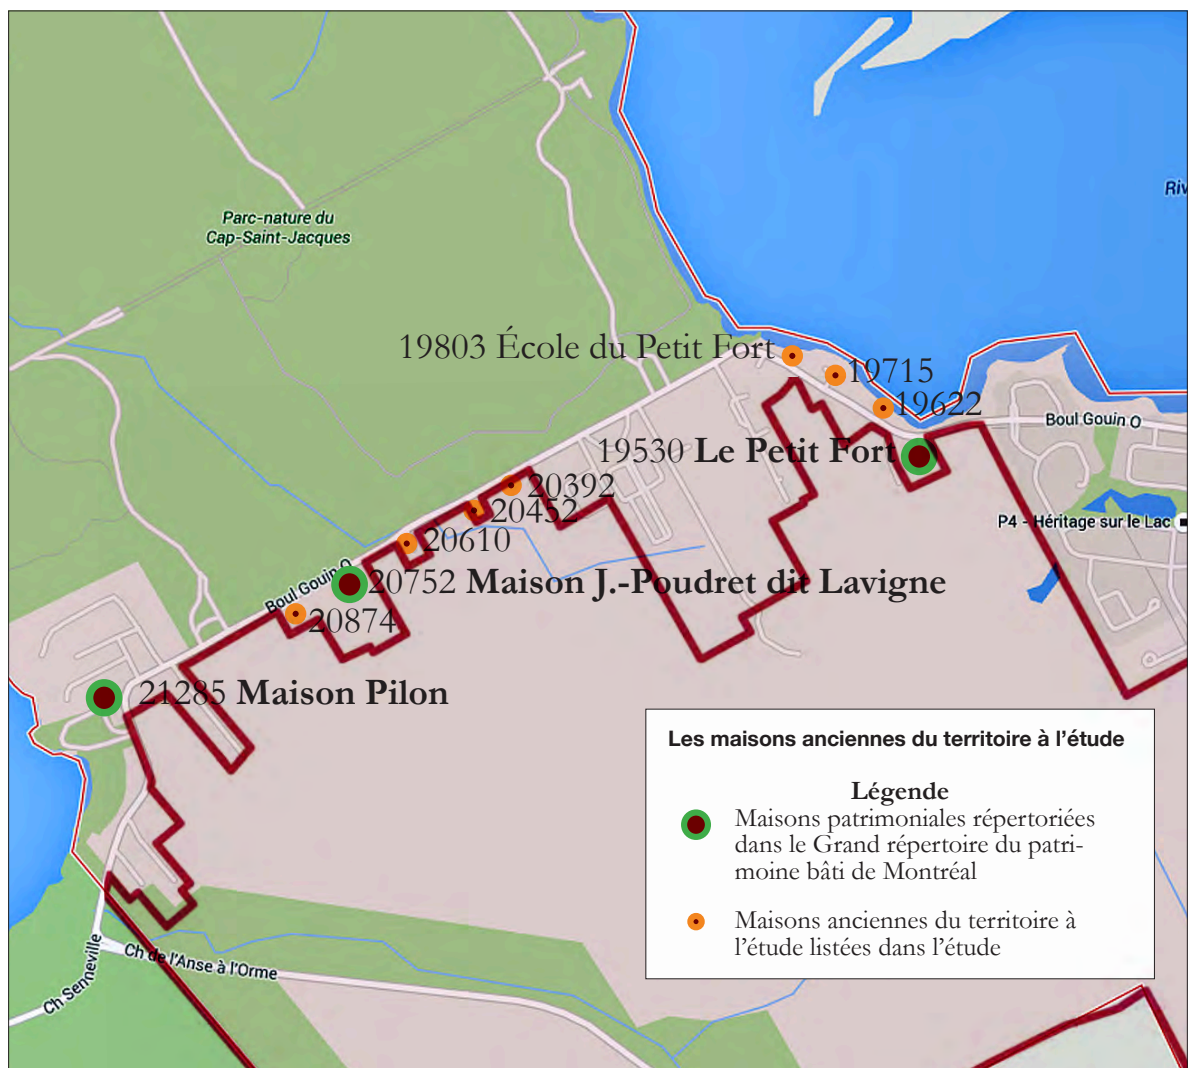 Parc-nature du
Cap-Saint-Jacques
Riv
19803 École du Petit Fort
19715
19622
Boul Gouin O
19530 Le Petit Fort
20392
20452
P4 - Héritage sur le Lac
20610
Boul Gouin O
20752 Maison J.-Poudret dit Lavigne
20874
21285 Maison Pilon
Les maisons anciennes du territoire à l'étude
Légende
Maisons patrimoniales répertoriées
dans le Grand répertoire du patri-
moine bâti de Montréal
Maisons anciennes du territoire à
l'étude listées dans l'étude
Ch Senneville
Ch de l'Anse à l'Orme